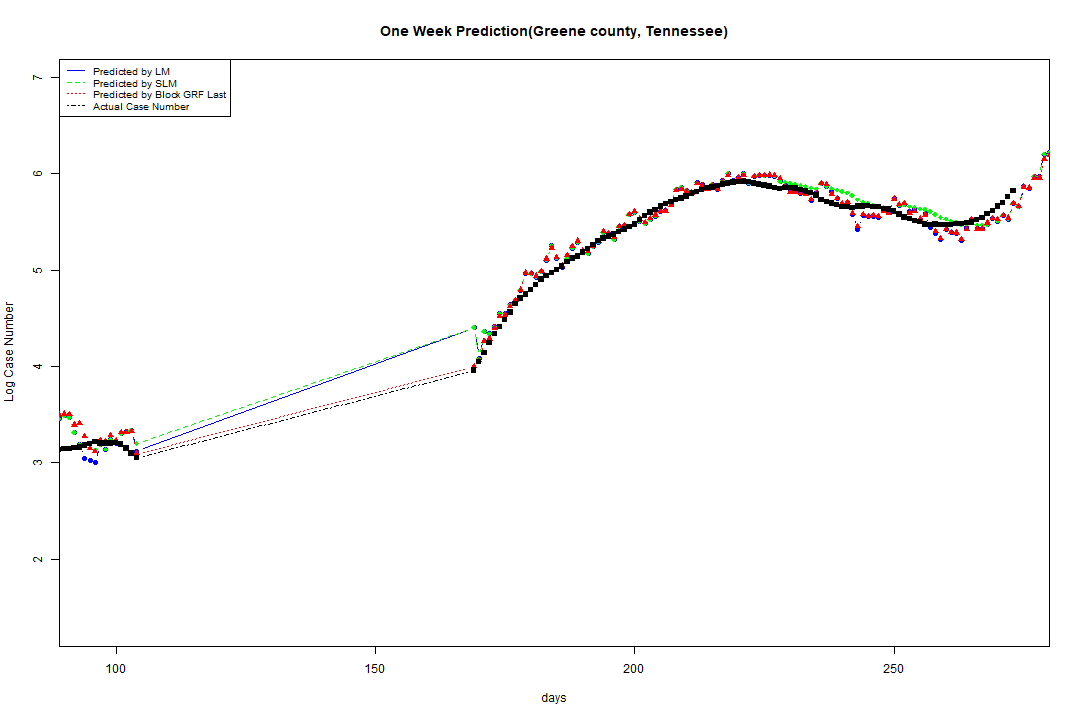 One Week Prediction(Greene county, Tennessee)
Predicted by LM
Predicted by SLM
Predicted by Block GRF Last
Actual Case Number
7
6
5
4
3
2
Log Case Number
100 150 200 250
days